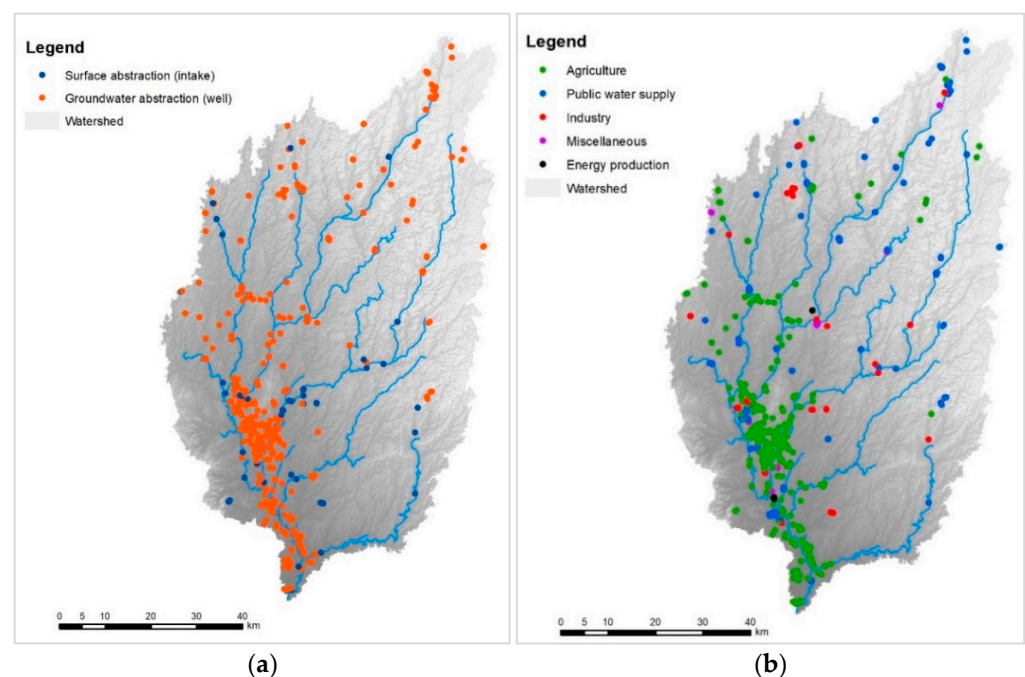 Legend
Surface abstraction (intake)
Groundwater abstraction (well)
Watershed
0 5 10 20 30 40
km
(a)
Legend
Agriculture
Public water supply
Industry
Miscellaneous
Energy production
Watershed
0 5 10 20 30 40
km
(b)